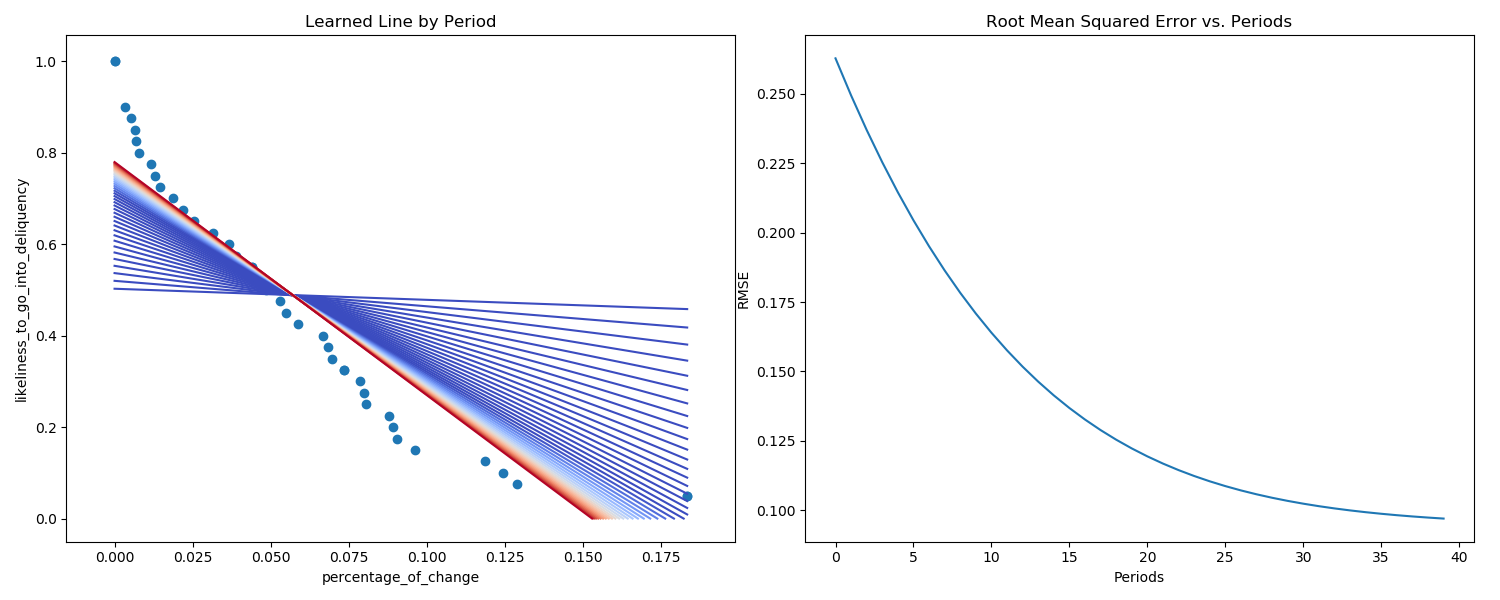 Learned Line by Period
1.0
0.8
0.6
0.4
0.2
0.0
likeliness_to_go_into_deliquency
0.000 0.025 0.050 0.075 0.100 0.125 0.150 0.175
percentage_of_change
Root Mean Squared Error vs. Periods
0.250
0.225
0.200
0.175
0.150
0.125
0.100
RMSE
0 5 10 15 20 25 30 35 40
Periods